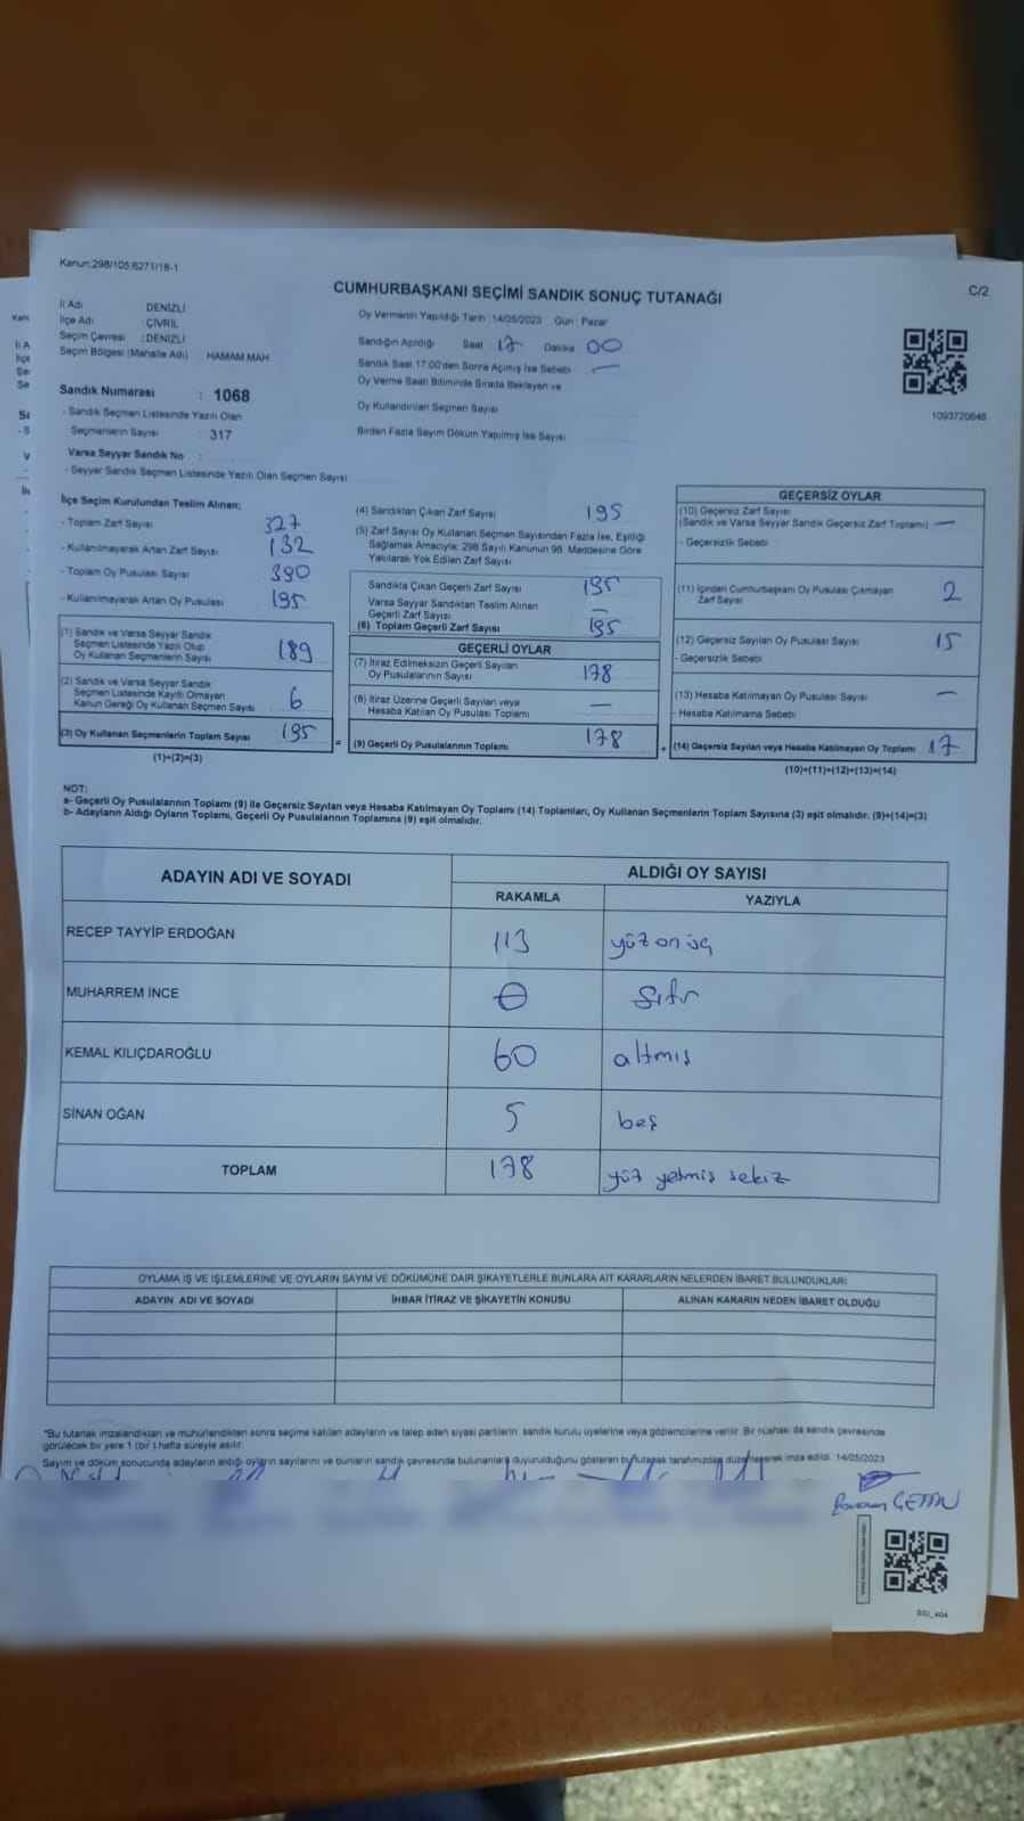 Kanun:298/105;6271/18-1
C/2
CUMHURBAŞKANI SEÇİMİ SANDIK SONUÇ TUTANAĞI
İl Adı DENİZLİ
İlçe Adı : ÇİVRİL
Seçim Çevresi : DENİZLİ
Seçim Bölgesi (Mahalle Adı) HAMAM MAH
Sandık Numarası : 1068
- Sandık Seçmen Listesinde Yazılı Olan
Seçmenlerin Sayısı 317
Varsa Seyyar Sandık No :
- Seyyar Sandık Seçmen Listesinde Yazılı Olan Seçmen Sayısı
Oy Vermenin Yapıldığı Tarih : 14/05/2023 Gün : Pazar
Sandığın Açıldığı Saat 17 Dakika 00
Sandık Saat 17:00'den Sonra Açılmış İse Sebebi —
Oy Verme Saati Bitiminde Sırada Bekleyen ve
Oy Kullandırılan Seçmen Sayısı
Birden Fazla Sayım Döküm Yapılmış İse Sayısı
1093720648
İlçe Seçim Kurulundan Teslim Alınan;
- Toplam Zarf Sayısı 327
- Kullanılmayarak Artan Zarf Sayısı 132
- Toplam Oy Pusulası Sayısı 390
- Kullanılmayarak Artan Oy Pusulası 195
(1) Sandık ve Varsa Seyyar Sandık
Seçmen Listesinde Yazılı Olup
Oy Kullanan Seçmenlerin Sayısı 189
(2) Sandık ve Varsa Seyyar Sandık
Seçmen Listesinde Kayıtlı Olmayan
Kanun Gereği Oy Kullanan Seçmen Sayısı 6
(3) Oy Kullanan Seçmenlerin Toplam Sayısı 195
(1)+(2)=(3)
(4) Sandıktan Çıkan Zarf Sayısı 195
(5) Zarf Sayısı Oy Kullanan Seçmen Sayısından Fazla İse, Eşitliği
Sağlamak Amacıyla; 298 Sayılı Kanunun 98. Maddesine Göre
Yakılarak Yok Edilen Zarf Sayısı
Sandıkta Çıkan Geçerli Zarf Sayısı 195
Varsa Seyyar Sandıktan Teslim Alınan
Geçerli Zarf Sayısı —
(6) Toplam Geçerli Zarf Sayısı 195
GEÇERLİ OYLAR
(7) İtiraz Edilmeksizin Geçerli Sayılan
Oy Pusulalarının Sayısı 178
(8) İtiraz Üzerine Geçerli Sayılan veya
Hesaba Katılan Oy Pusulası Toplamı —
= (9) Geçerli Oy Pusulalarının Toplamı 178
GEÇERSİZ OYLAR
(10) Geçersiz Zarf Sayısı
(Sandık ve Varsa Seyyar Sandık Geçersiz Zarf Toplamı) —
- Geçersizlik Sebebi
(11) İçinden Cumhurbaşkanı Oy Pusulası Çıkmayan
Zarf Sayısı 2
(12) Geçersiz Sayılan Oy Pusulası Sayısı 15
- Geçersizlik Sebebi
(13) Hesaba Katılmayan Oy Pusulası Sayısı —
- Hesaba Katılmama Sebebi
+ (14) Geçersiz Sayılan veya Hesaba Katılmayan Oy Toplamı 17
(10)+(11)+(12)+(13)=(14)
NOT:
a- Geçerli Oy Pusulalarının Toplamı (9) ile Geçersiz Sayılan veya Hesaba Katılmayan Oy Toplamı (14) Toplamları, Oy Kullanan Seçmenlerin Toplam Sayısına (3) eşit olmalıdır. (9)+(14)=(3)
b- Adayların Aldığı Oyların Toplamı, Geçerli Oy Pusulalarının Toplamına (9) eşit olmalıdır.
ADAYIN ADI VE SOYADI
ALDIĞI OY SAYISI
RAKAMLA YAZIYLA
RECEP TAYYİP ERDOĞAN 113 yüz on üç
MUHARREM İNCE 0 sıfır
KEMAL KILIÇDAROĞLU 60 altmış
SİNAN OĞAN 5 beş
TOPLAM 178 yüz yetmiş sekiz
OYLAMA İŞ VE İŞLEMLERİNE VE OYLARIN SAYIM VE DÖKÜMÜNE DAİR ŞİKAYETLERLE BUNLARA AİT KARARLARIN NELERDEN İBARET BULUNDUKLARI
ADAYIN ADI VE SOYADI İHBAR İTİRAZ VE ŞİKAYETİN KONUSU ALINAN KARARIN NEDEN İBARET OLDUĞU
"Bu tutanak imzalandıktan ve mühürlendikten sonra seçime katılan adayların ve talep eden siyasi partilerin sandık kurulu üyelerine veya gözlemcilerine verilir. Bir nüshası da sandık çevresinde
görülecek bir yere 1 (bir) hafta süreyle asılır.
Sayım ve döküm sonucunda adayların aldığı oyların sayılarını ve bunların sandık çevresinde bulunanlara duyurulduğunu gösteren bu tutanak tarafımızdan düzenlenerek imza edildi. 14/05/2023
ÇETİN